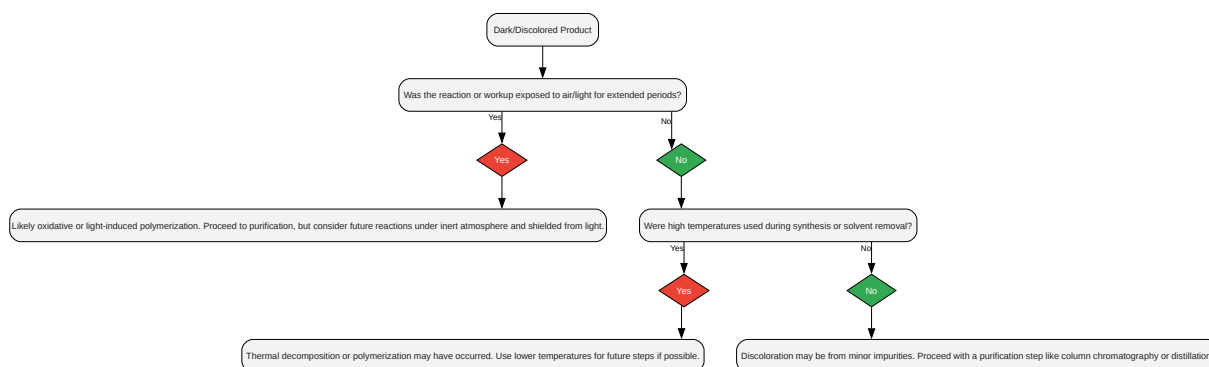 Dark/Discolored Product
Was the reaction or workup exposed to air/light for extended periods?
Yes
No
Yes
No
Likely oxidative or light-induced polymerization. Proceed to purification, but consider future reactions under inert atmosphere and shielded from light.
Were high temperatures used during synthesis or solvent removal?
Yes
No
Yes
No
Thermal decomposition or polymerization may have occurred. Use lower temperatures for future steps if possible.
Discoloration may be from minor impurities. Proceed with a purification step like column chromatography or distillation